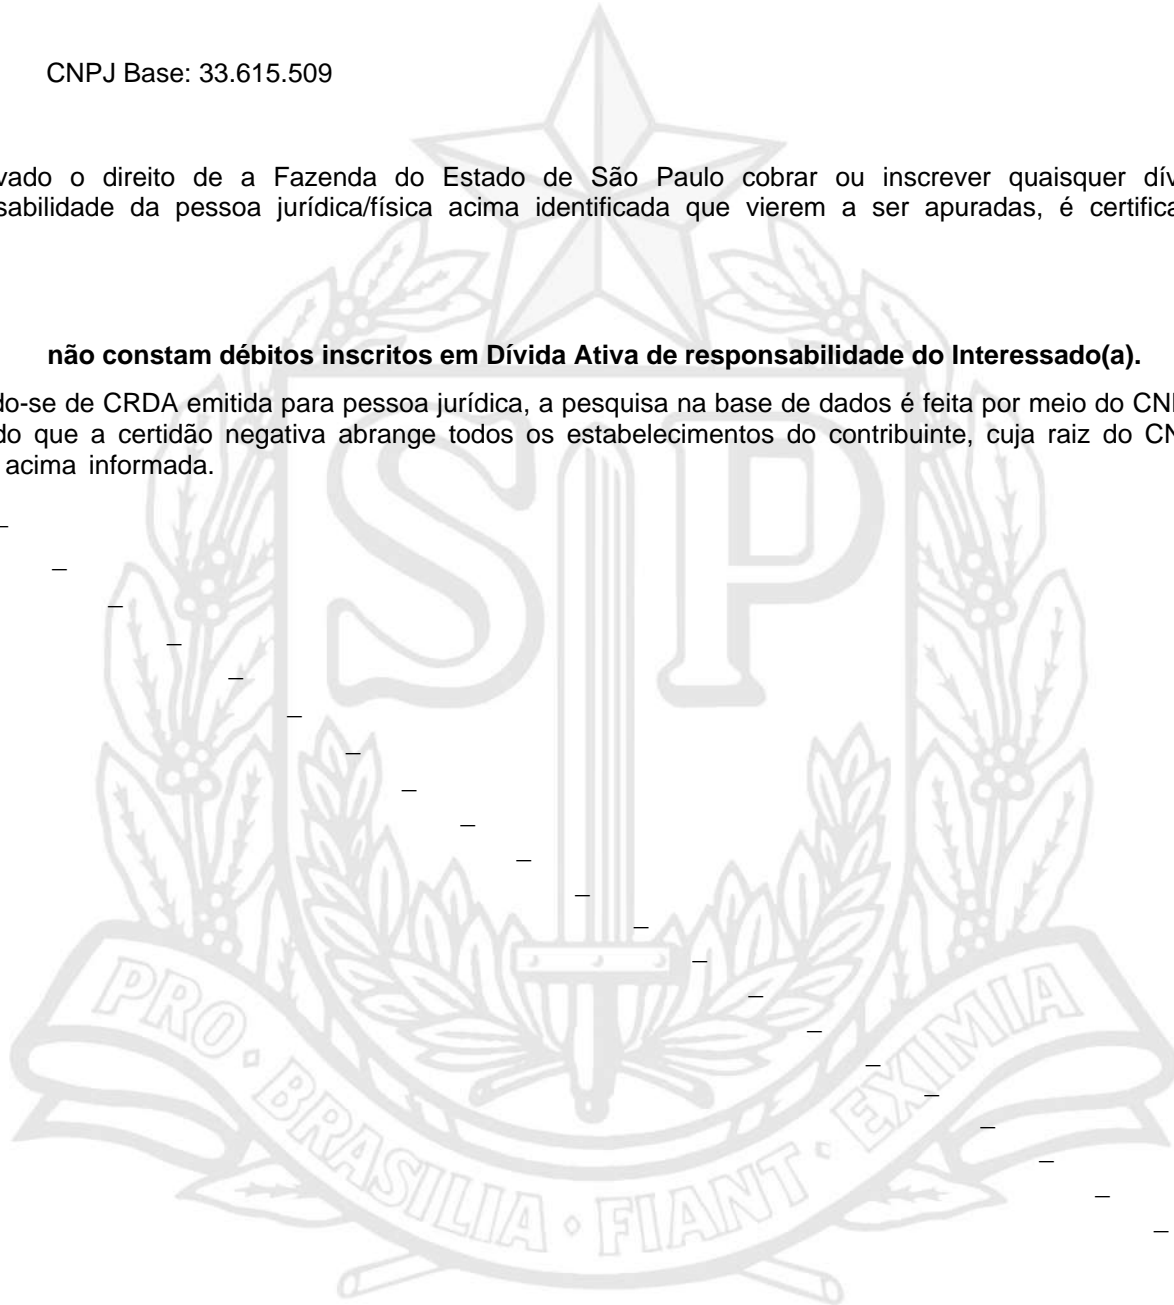 CNPJ Base: 33.615.509
vado o direito de a Fazenda do Estado de São Paulo cobrar ou inscrever quaisquer dív
sabilidade da pessoa jurídica/física acima identificada que vierem a ser apuradas, é certifica
não constam débitos inscritos em Dívida Ativa de responsabilidade do Interessado(a).
do-se de CRDA emitida para pessoa jurídica, a pesquisa na base de dados é feita por meio do CN
do que a certidão negativa abrange todos os estabelecimentos do contribuinte, cuja raiz do CN
acima informada.
SP
PRO • BRASILIA • FIANT • EXIMIA